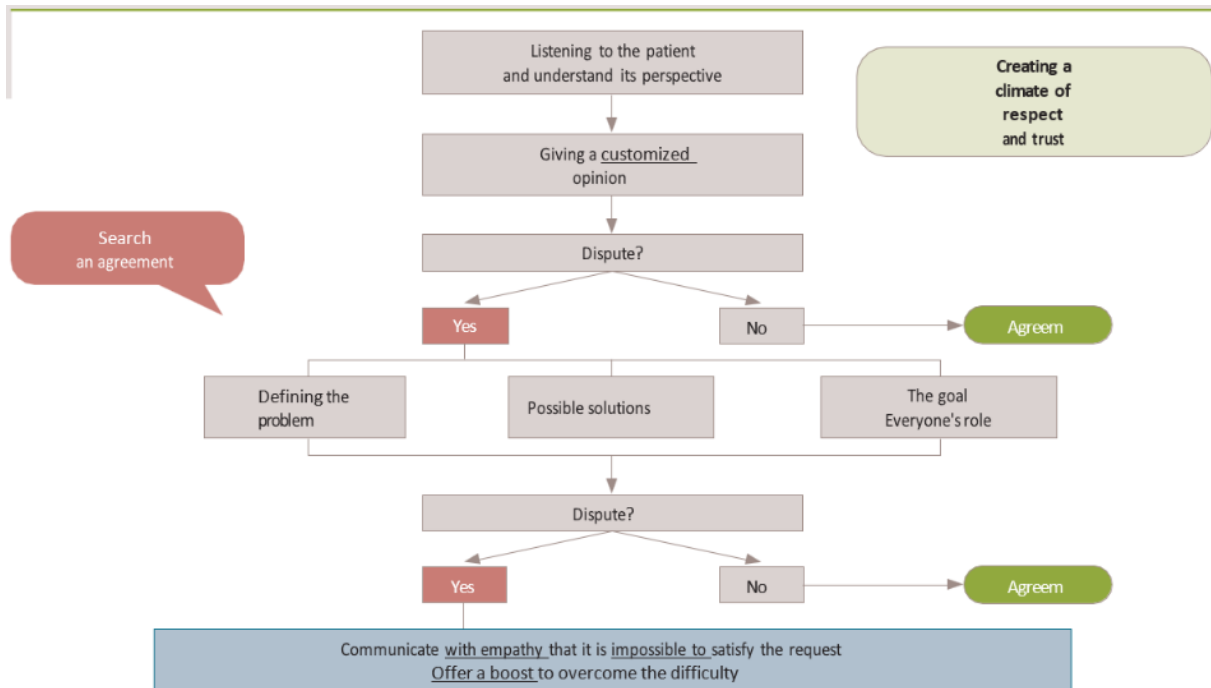 Listening to the patient
and understand its perspective
Creating a
climate of
respect
and trust
Giving a customized
opinion
Search
an agreement
Dispute?
Yes
No
Agreem
Defining the
problem
Possible solutions
The goal
Everyone's role
Dispute?
Yes
No
Agreem
Communicate with empathy that it is impossible to satisfy the request
Offer a boost to overcome the difficulty